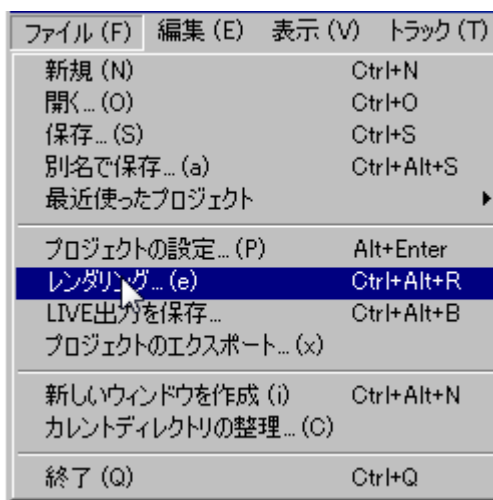 ファイル (F) 編集 (E) 表示 (V) トラック (T)
新規 (N) Ctrl+N
開く... (O) Ctrl+O
保存... (S) Ctrl+S
別名で保存... (a) Ctrl+Alt+S
最近使ったプロジェクト
プロジェクトの設定... (P) Alt+Enter
レンダリング... (e) Ctrl+Alt+R
LIVE出力を保存... Ctrl+Alt+B
プロジェクトのエクスポート... (x)
新しいウィンドウを作成 (i) Ctrl+Alt+N
カレントディレクトリの整理... (C)
終了 (Q) Ctrl+Q